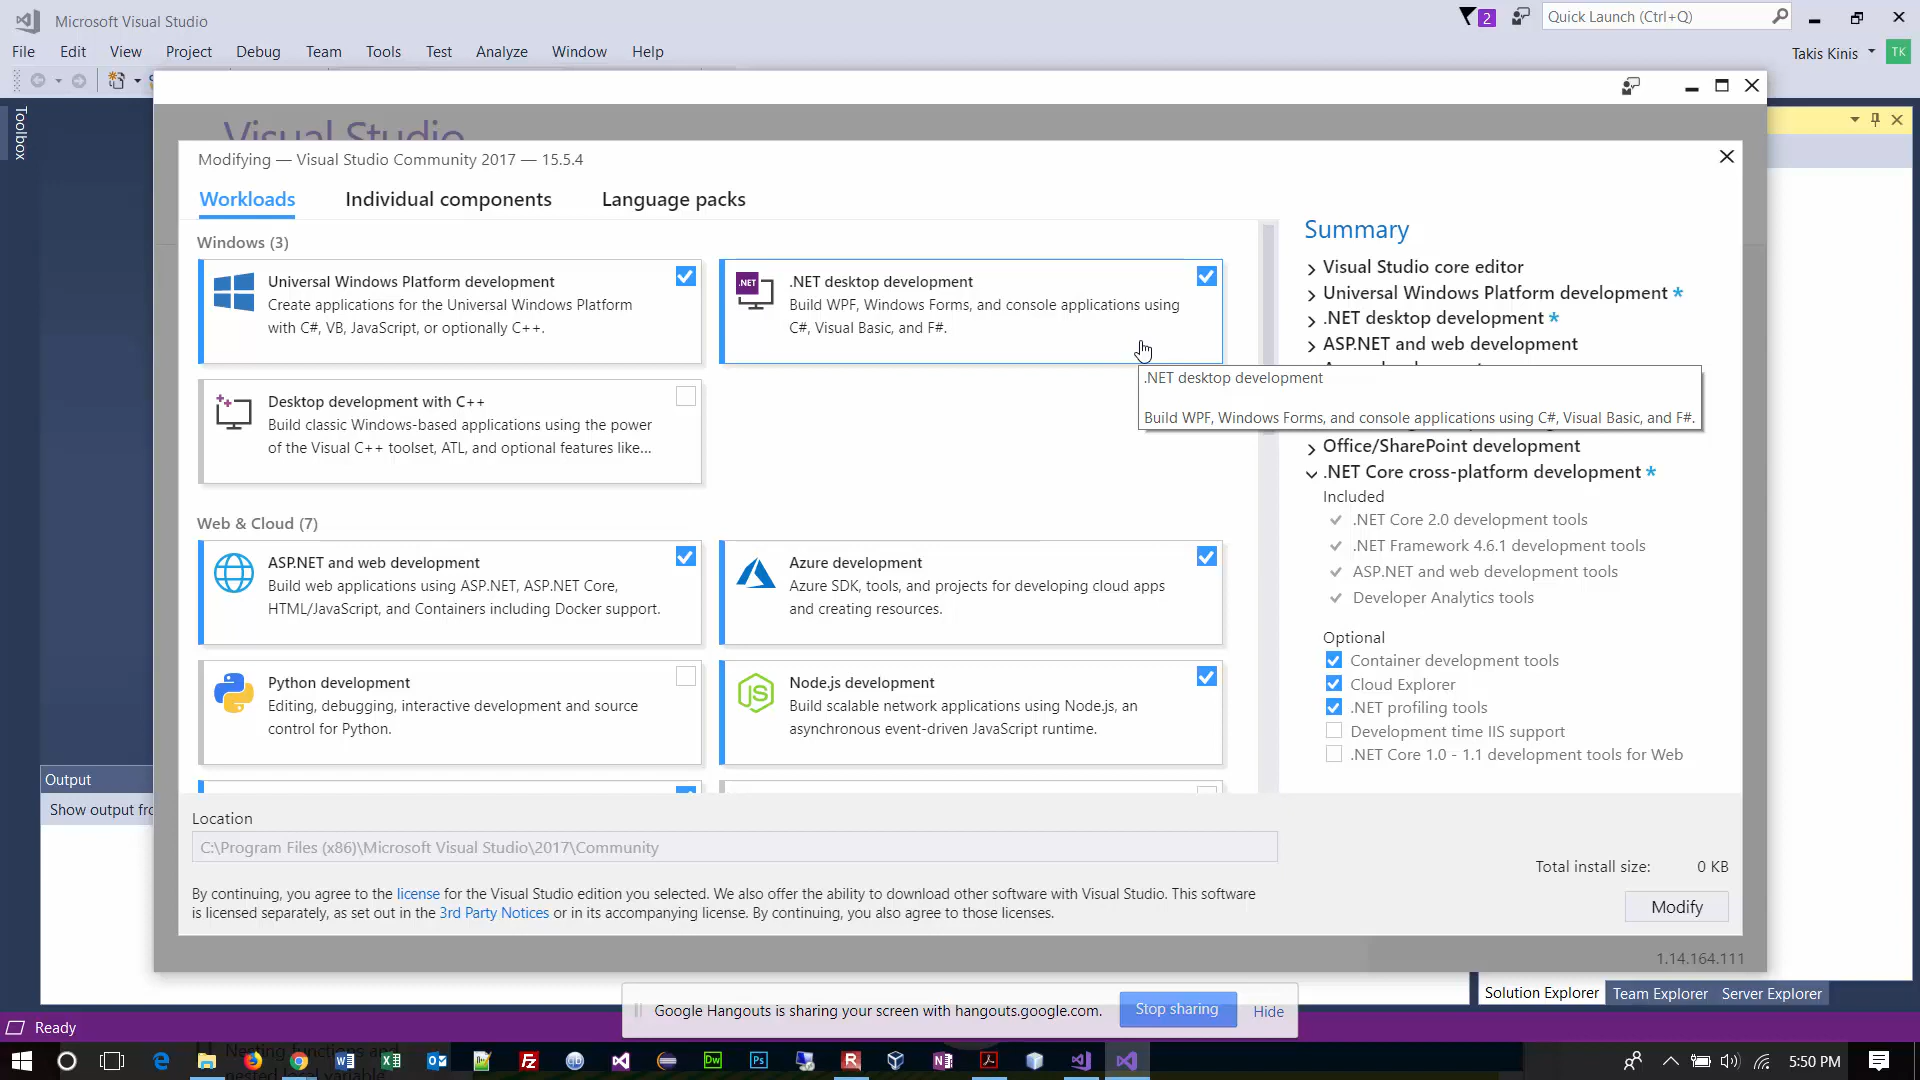 Microsoft Visual Studio
2
Quick Launch (Ctrl+Q)
File Edit View Project Debug Team Tools Test Analyze Window Help
Takis Kinis
TK
Toolbox
Visual Studio
Modifying — Visual Studio Community 2017 — 15.5.4
Workloads Individual components Language packs
Windows (3)
Universal Windows Platform development
Create applications for the Universal Windows Platform
with C#, VB, JavaScript, or optionally C++.
.NET
.NET desktop development
Build WPF, Windows Forms, and console applications using
C#, Visual Basic, and F#.
Desktop development with C++
Build classic Windows-based applications using the power
of the Visual C++ toolset, ATL, and optional features like...
Web & Cloud (7)
ASP.NET and web development
Build web applications using ASP.NET, ASP.NET Core,
HTML/JavaScript, and Containers including Docker support.
Azure development
Azure SDK, tools, and projects for developing cloud apps
and creating resources.
Python development
Editing, debugging, interactive development and source
control for Python.
JS
Node.js development
Build scalable network applications using Node.js, an
asynchronous event-driven JavaScript runtime.
Summary
Visual Studio core editor
Universal Windows Platform development *
.NET desktop development *
ASP.NET and web development
.NET desktop development
Build WPF, Windows Forms, and console applications using C#, Visual Basic, and F#.
Office/SharePoint development
.NET Core cross-platform development *
Included
.NET Core 2.0 development tools
.NET Framework 4.6.1 development tools
ASP.NET and web development tools
Developer Analytics tools
Optional
Container development tools
Cloud Explorer
.NET profiling tools
Development time IIS support
.NET Core 1.0 - 1.1 development tools for Web
Output
Show output fro
Location
C:\Program Files (x86)\Microsoft Visual Studio\2017\Community
By continuing, you agree to the license for the Visual Studio edition you selected. We also offer the ability to download other software with Visual Studio. This software
is licensed separately, as set out in the 3rd Party Notices or in its accompanying license. By continuing, you also agree to those licenses.
Total install size: 0 KB
Modify
1.14.164.111
Solution Explorer Team Explorer Server Explorer
Google Hangouts is sharing your screen with hangouts.google.com.
Stop sharing
Hide
Ready
Nesting functions and
nested level variable
Dw
Ps
5:50 PM